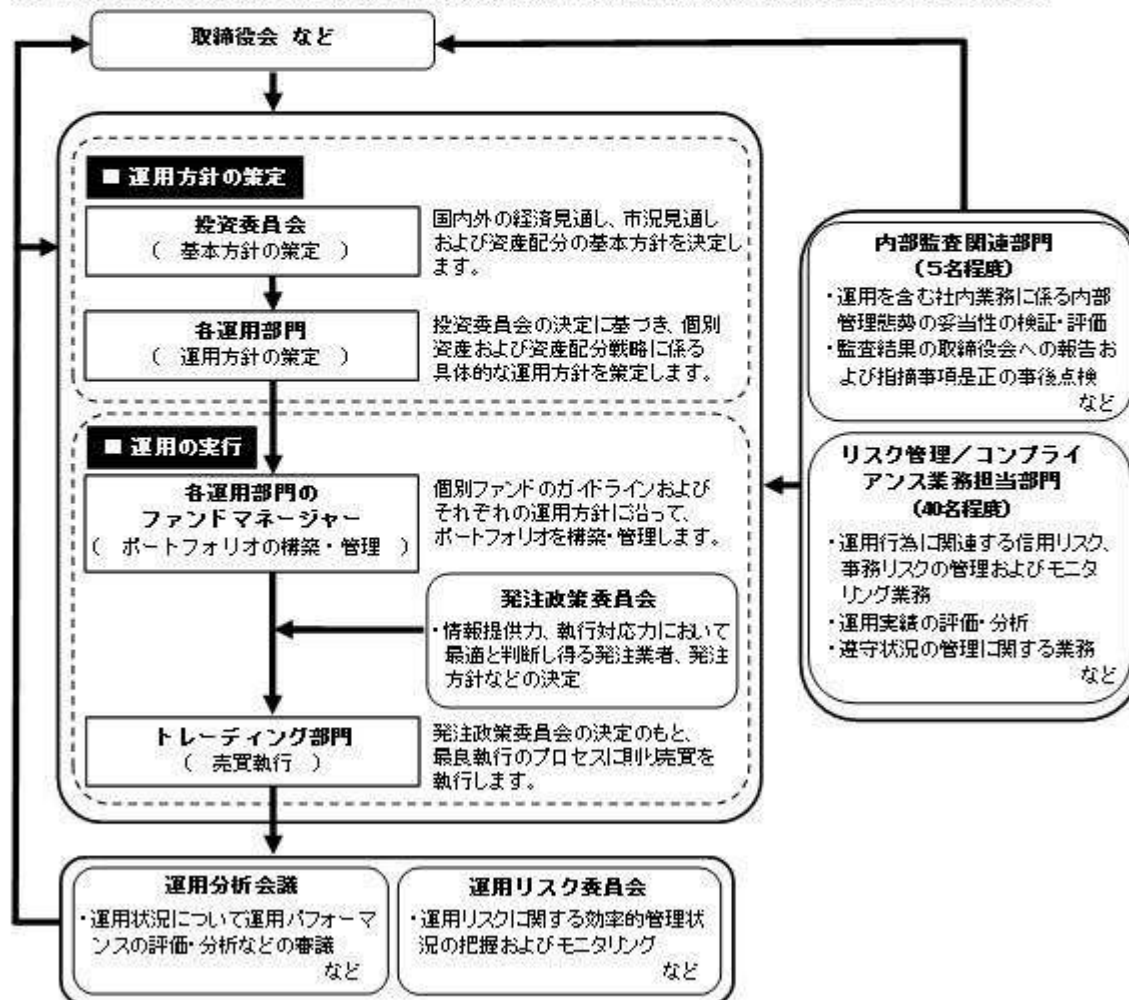 取締役会 など
■ 運用方針の策定
投資委員会
( 基本方針の策定 )
国内外の経済見通し、市況見通し
および資産配分の基本方針を決定し
ます。
各運用部門
( 運用方針の策定 )
投資委員会の決定に基づき、個別
資産および資産配分戦略に係る
具体的な運用方針を策定します。
■ 運用の実行
各運用部門の
ファンドマネージャー
( ポートフォリオの構築・管理 )
個別ファンドのガイドラインおよび
それぞれの運用方針に沿って、
ポートフォリオを構築・管理します。
発注政策委員会
・情報提供力、執行対応力において
最適と判断し得る発注業者、発注
方針などの決定
トレーディング部門
( 売買執行 )
発注政策委員会の決定のもと、
最良執行のプロセスに則り売買を
執行します。
運用分析会議
・運用状況について運用パフォーマ
ンスの評価・分析などの審議
など
運用リスク委員会
・運用リスクに関する効率的管理状
況の把握およびモニタリング
など
内部監査関連部門
(5名程度)
・運用を含む社内業務に係る内部
管理態勢の妥当性の検証・評価
・監査結果の取締役会への報告お
よび指摘事項是正の事後点検
など
リスク管理／コンプライ
アンス業務担当部門
(40名程度)
・運用行為に関連する信用リスク、
事務リスクの管理およびモニタ
リング業務
・運用実績の評価・分析
・遵守状況の管理に関する業務
など